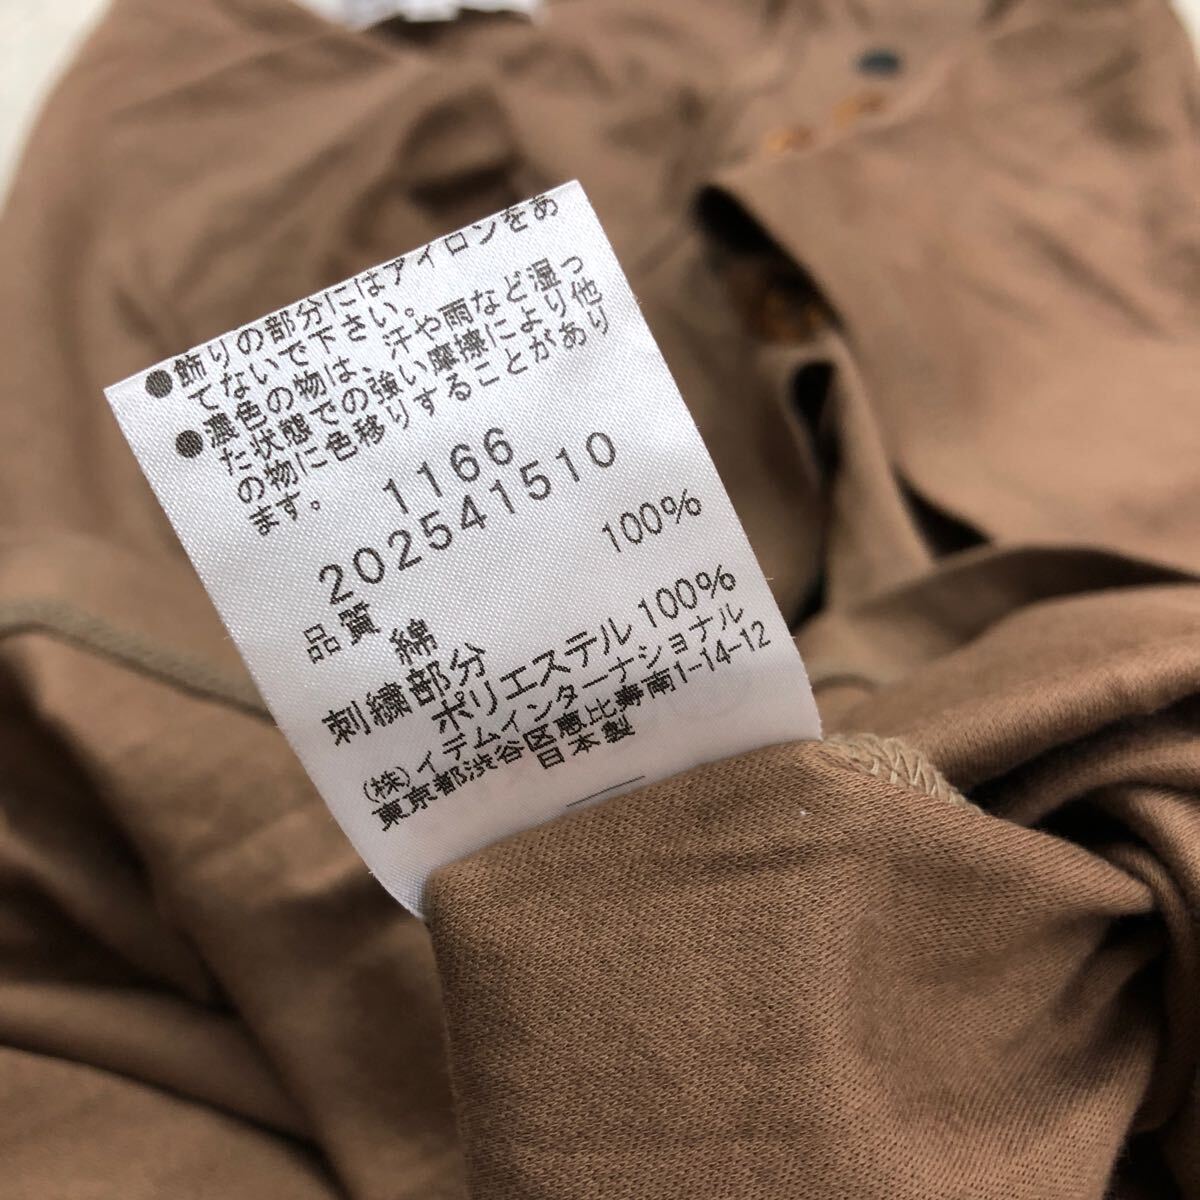 ●飾りの部分にはアイロンをあ
てないで下さい。
●濃色の物は、汗や雨など湿っ
た状態での強い摩擦により他
の物に色移りすることがあり
ます。
1166
202541510
品質
綿 100%
刺繍部分
ポリエステル100%
(株)イデムインターナショナル
東京都渋谷区恵比寿南1-14-12
日本製